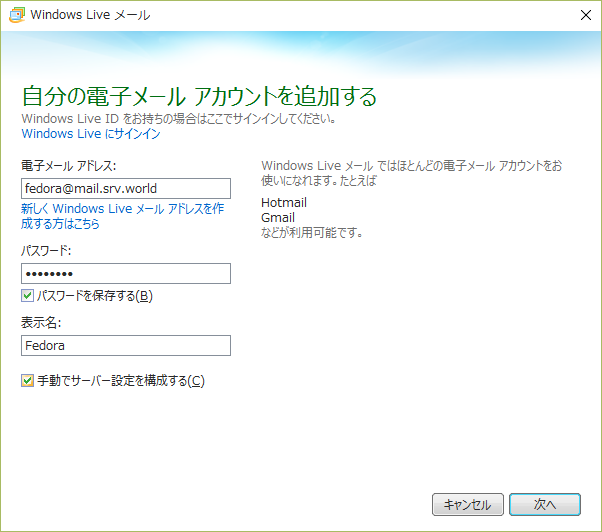 Windows Live メール
自分の電子メール アカウントを追加する
Windows Live ID をお持ちの場合はここでサインインしてください。
Windows Live にサインイン
電子メール アドレス:
fedora@mail.srv.world
新しく Windows Live メール アドレスを作
成する方はこちら
パスワード:
••••••••
パスワードを保存する(B)
表示名:
Fedora
手動でサーバー設定を構成する(C)
Windows Live メール ではほとんどの電子メール アカウントをお
使いになれます。たとえば
Hotmail
Gmail
などが利用可能です。
キャンセル
次へ